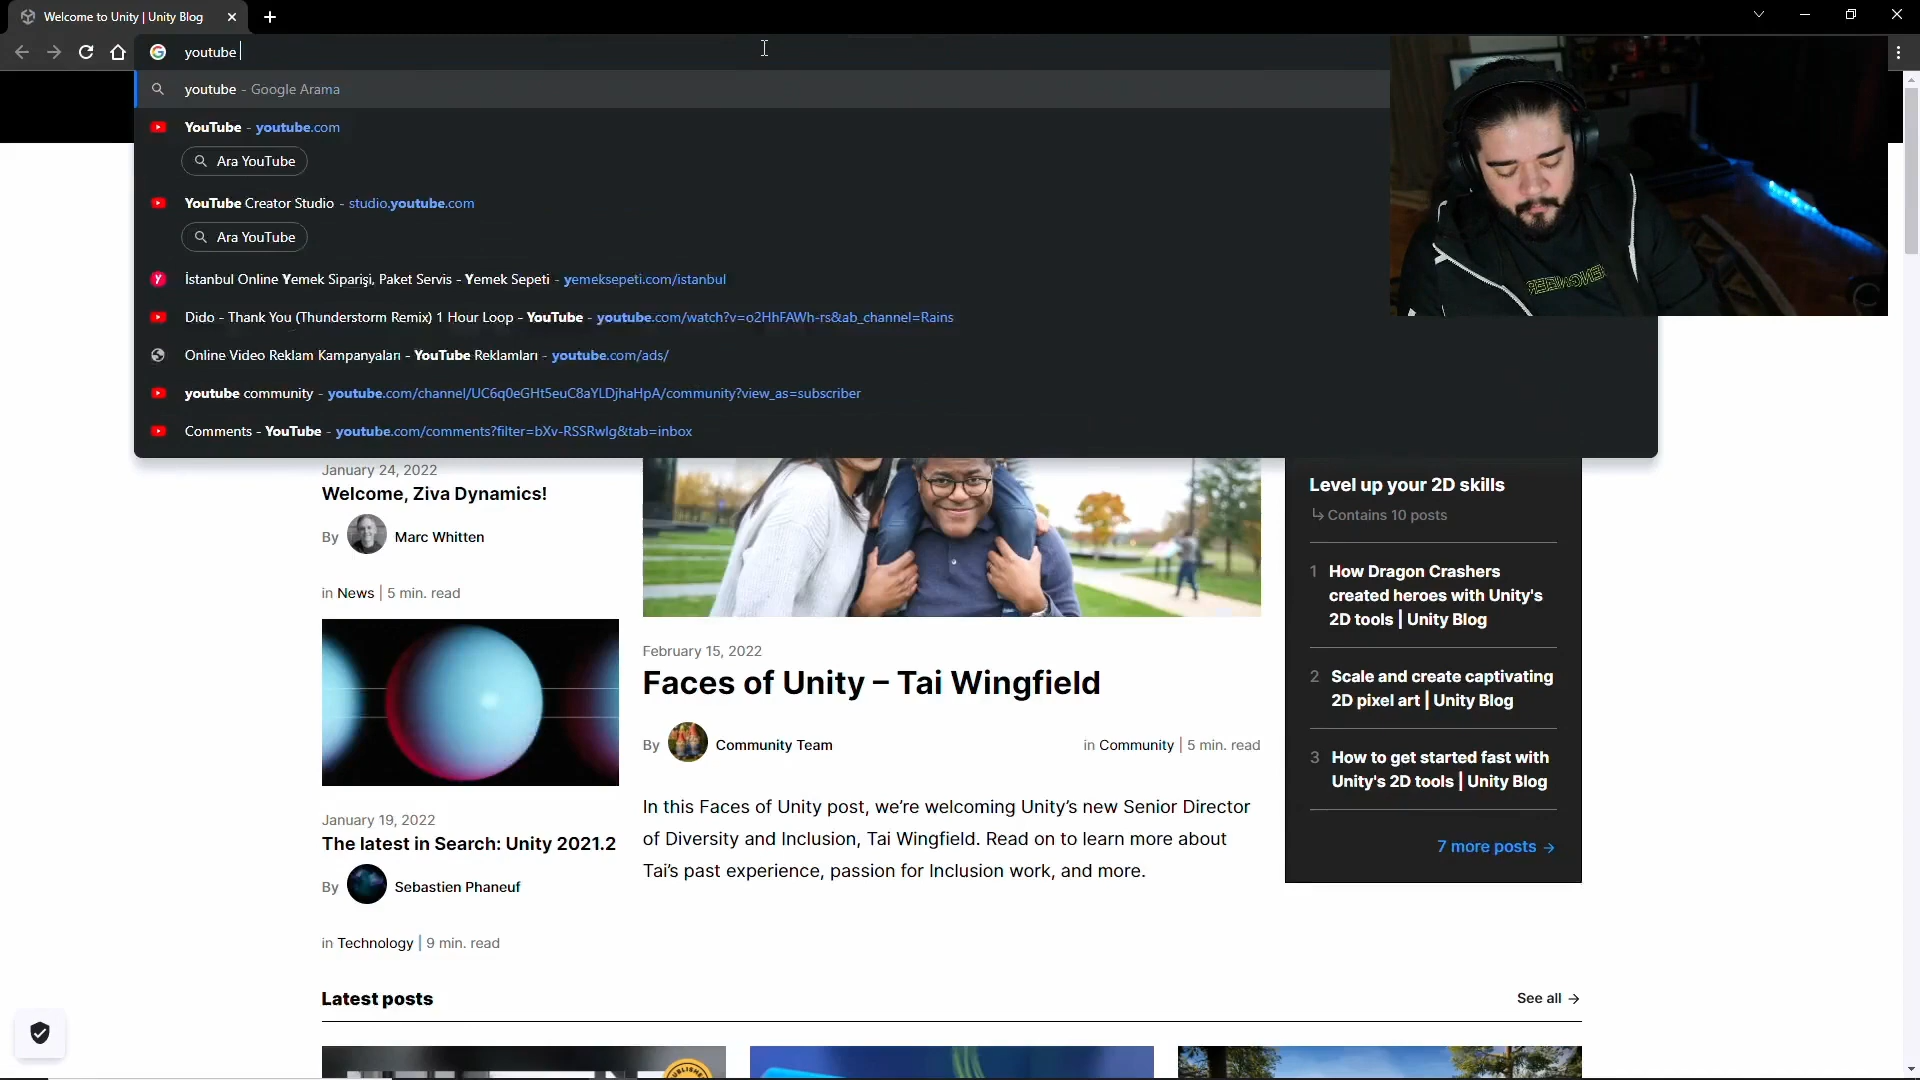 Welcome to Unity | Unity Blog
youtube
youtube - Google Arama
YouTube - youtube.com
Ara YouTube
YouTube Creator Studio - studio.youtube.com
Ara YouTube
İstanbul Online Yemek Siparişi, Paket Servis - Yemek Sepeti - yemeksepeti.com/istanbul
Dido - Thank You (Thunderstorm Remix) 1 Hour Loop - YouTube - youtube.com/watch?v=o2HhFAWh-rs&ab_channel=Rains
Online Video Reklam Kampanyaları - YouTube Reklamları - youtube.com/ads/
youtube community - youtube.com/channel/UC6q0eGHt5euC8aYLDjhaHpA/community?view_as=subscriber
Comments - YouTube - youtube.com/comments?filter=bXv-RSSRwlg&tab=inbox
January 24, 2022
Welcome, Ziva Dynamics!
By Marc Whitten
in News | 5 min. read
January 19, 2022
The latest in Search: Unity 2021.2
By Sebastien Phaneuf
in Technology | 9 min. read
February 15, 2022
Faces of Unity – Tai Wingfield
By Community Team
in Community | 5 min. read
In this Faces of Unity post, we're welcoming Unity's new Senior Director
of Diversity and Inclusion, Tai Wingfield. Read on to learn more about
Tai's past experience, passion for Inclusion work, and more.
Level up your 2D skills
↳ Contains 10 posts
1 How Dragon Crashers
created heroes with Unity's
2D tools | Unity Blog
2 Scale and create captivating
2D pixel art | Unity Blog
3 How to get started fast with
Unity's 2D tools | Unity Blog
7 more posts →
Latest posts
See all →